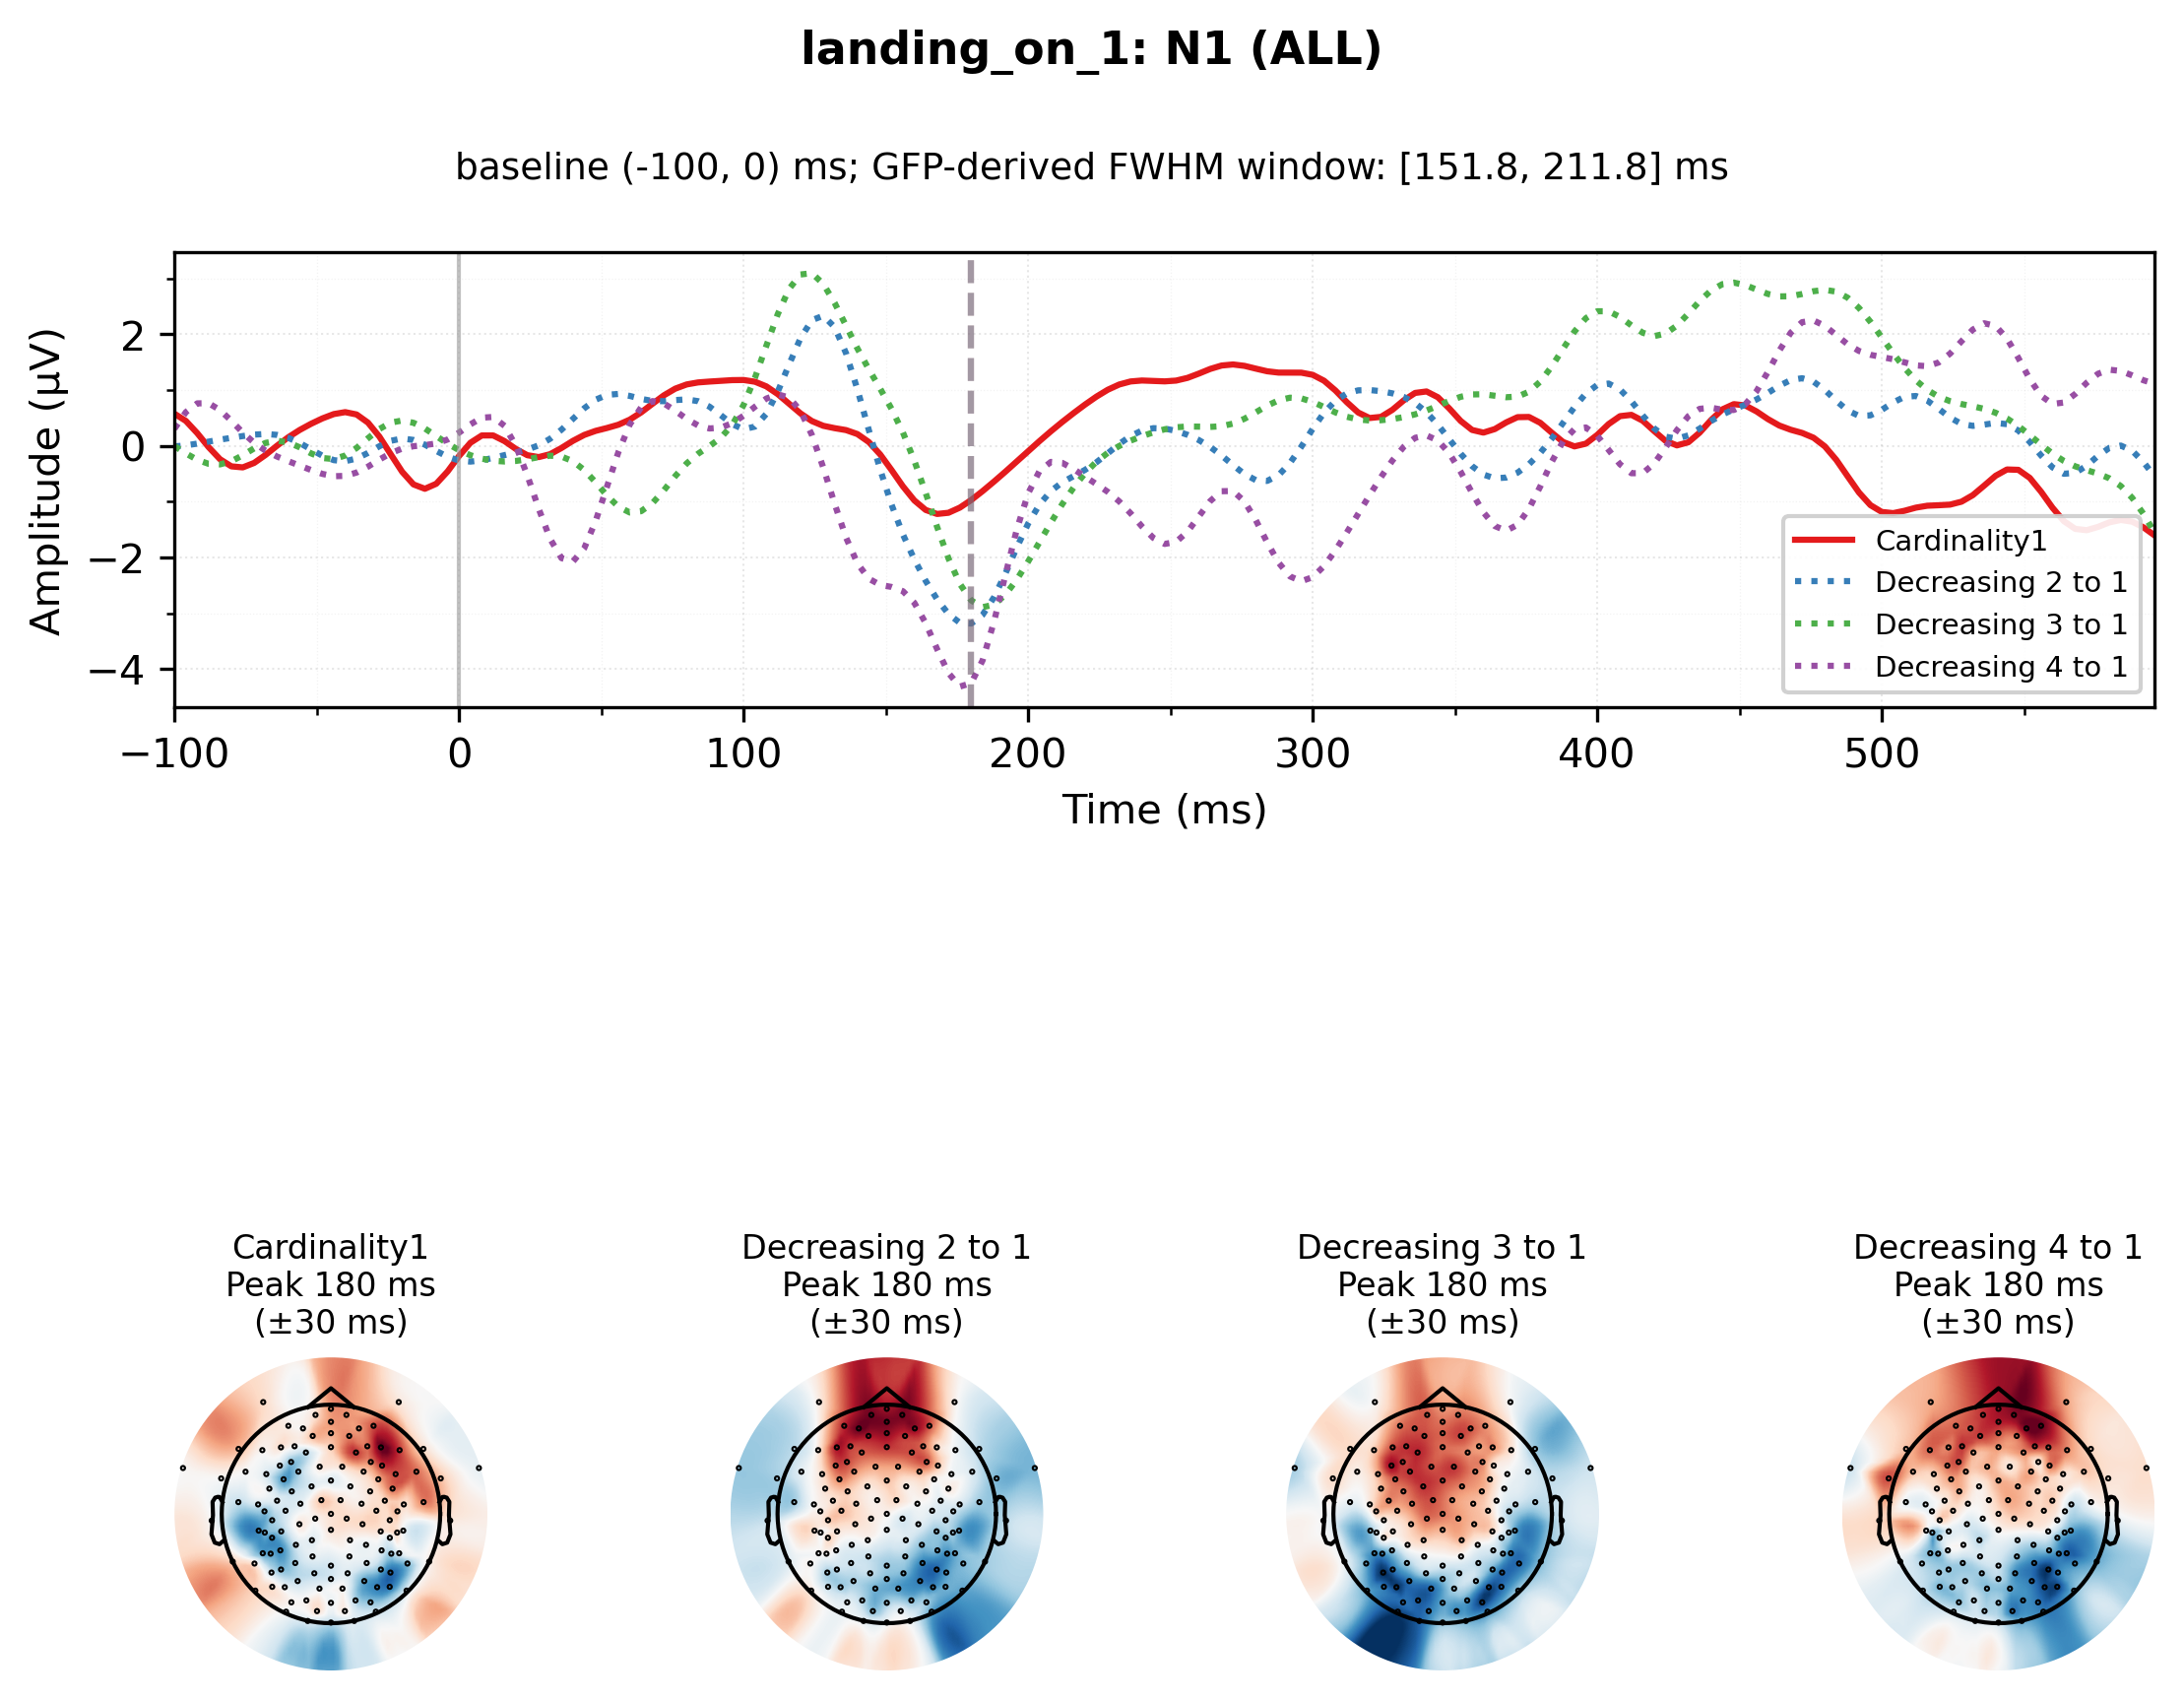 landing_on_1: N1 (ALL)
baseline (-100, 0) ms; GFP-derived FWHM window: [151.8, 211.8] ms
Amplitude (µV)
2
0
−2
−4
−100
0
100
200
300
400
500
Time (ms)
Cardinality1
Decreasing 2 to 1
Decreasing 3 to 1
Decreasing 4 to 1
Cardinality1
Peak 180 ms
(±30 ms)
Decreasing 2 to 1
Peak 180 ms
(±30 ms)
Decreasing 3 to 1
Peak 180 ms
(±30 ms)
Decreasing 4 to 1
Peak 180 ms
(±30 ms)